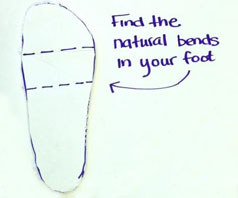 Find the
natural bends
in your foot